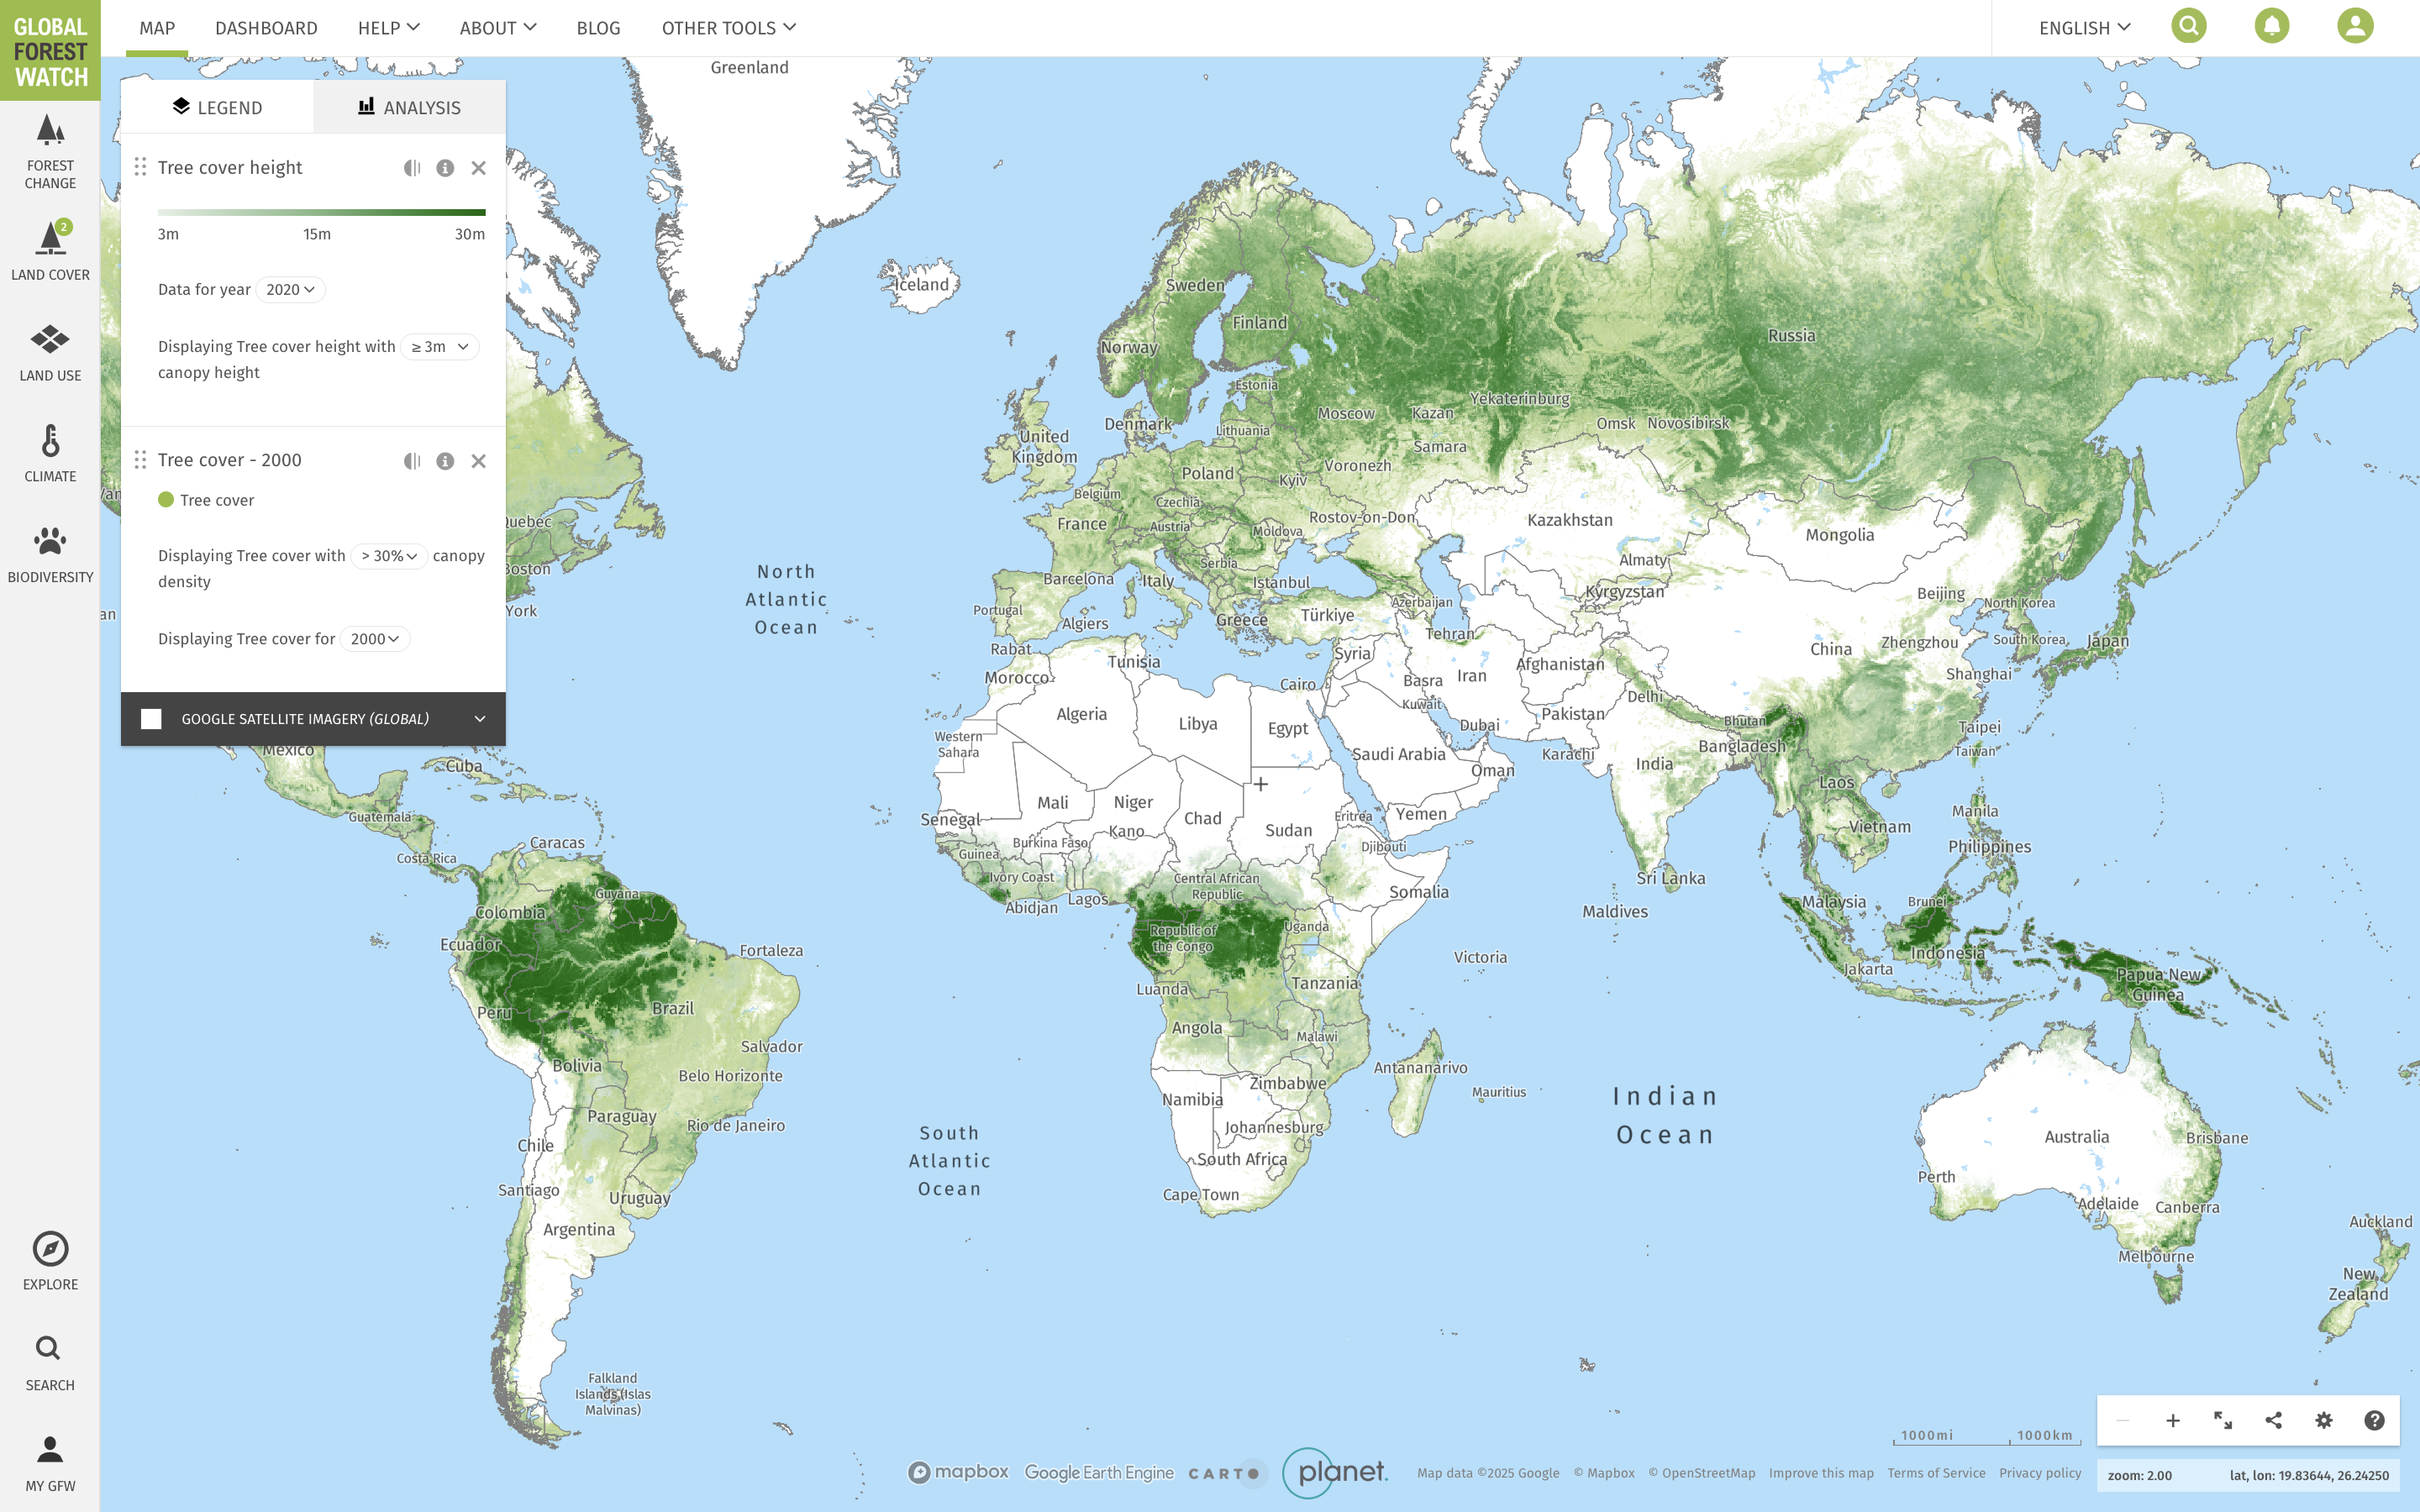 GLOBAL
FOREST
WATCH
MAP
DASHBOARD
HELP
ABOUT
BLOG
OTHER TOOLS
ENGLISH
FOREST
CHANGE
2
LAND COVER
LAND USE
CLIMATE
BIODIVERSITY
EXPLORE
SEARCH
MY GFW
LEGEND
ANALYSIS
Tree cover height
3m
15m
30m
Data for year 2020
Displaying Tree cover height with ≥ 3m
canopy height
Tree cover - 2000
Tree cover
Displaying Tree cover with > 30% canopy
density
Displaying Tree cover for 2000
GOOGLE SATELLITE IMAGERY (GLOBAL)
Greenland
Iceland
Sweden
Finland
Norway
Russia
Estonia
Denmark
Lithuania
Moscow
Kazan
Yekaterinburg
Omsk
Novosibirsk
Samara
United
Kingdom
Poland
Voronezh
Kyiv
Belgium
Czechia
France
Austria
Moldova
Rostov-on-Don
Kazakhstan
Mongolia
Quebec
Boston
York
North
Atlantic
Ocean
Serbia
Almaty
Barcelona
Italy
Istanbul
Kyrgyzstan
Beijing
North Korea
Portugal
Algiers
Greece
Türkiye
Azerbaijan
Tehran
China
Zhengzhou
South Korea
Japan
Rabat
Tunisia
Syria
Afghanistan
Shanghai
Morocco
Cairo
Basra
Iran
Delhi
Kuwait
Algeria
Libya
Egypt
Dubai
Pakistan
Bhutan
Taipei
Western
Sahara
Saudi Arabia
Karachi
Bangladesh
Taiwan
India
Oman
Laos
Mexico
Cuba
Mali
Niger
Chad
Sudan
Eritrea
Yemen
Manila
Guatemala
Senegal
Kano
Vietnam
Burkina Faso
Djibouti
Philippines
Caracas
Costa Rica
Guinea
Ivory Coast
Central African
Republic
Somalia
Sri Lanka
Guyana
Abidjan
Lagos
Maldives
Malaysia
Brunei
Colombia
Ecuador
Republic of
the Congo
Uganda
Fortaleza
Victoria
Indonesia
Jakarta
Papua New
Guinea
Luanda
Tanzania
Peru
Brazil
Angola
Malawi
Salvador
Bolivia
Belo Horizonte
Antananarivo
Zimbabwe
Mauritius
Namibia
Indian
Ocean
Paraguay
Rio de Janeiro
Johannesburg
Chile
South
Atlantic
Ocean
South Africa
Australia
Brisbane
Perth
Santiago
Uruguay
Cape Town
Adelaide
Canberra
Argentina
Auckland
Melbourne
New
Zealand
Falkland
Islands (Islas
Malvinas)
1000mi
1000km
mapbox
Google Earth Engine
CARTO
planet.
Map data ©2025 Google
© Mapbox
© OpenStreetMap
Improve this map
Terms of Service
Privacy policy
zoom: 2.00
lat, lon: 19.83644, 26.24250